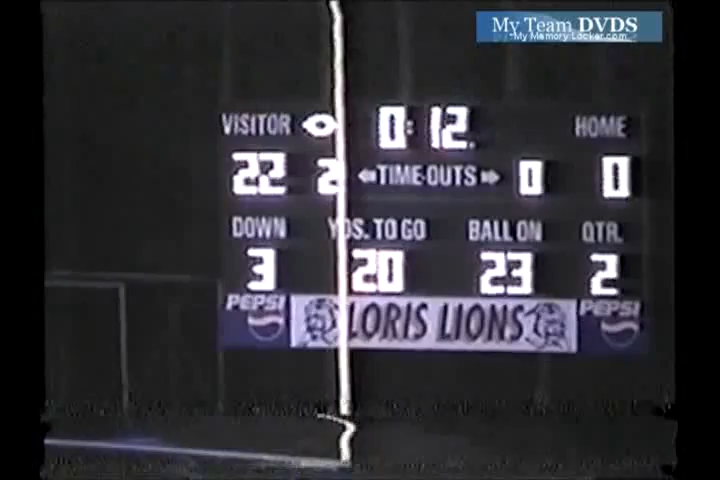 My Team DVDS
My Memory Locker.com
VISITOR 0:12. HOME
22 2 TIME-OUTS 0 0
DOWN YDS. TO GO BALL ON QTR.
3 20 23 2
PEPSI LORIS LIONS PEPSI